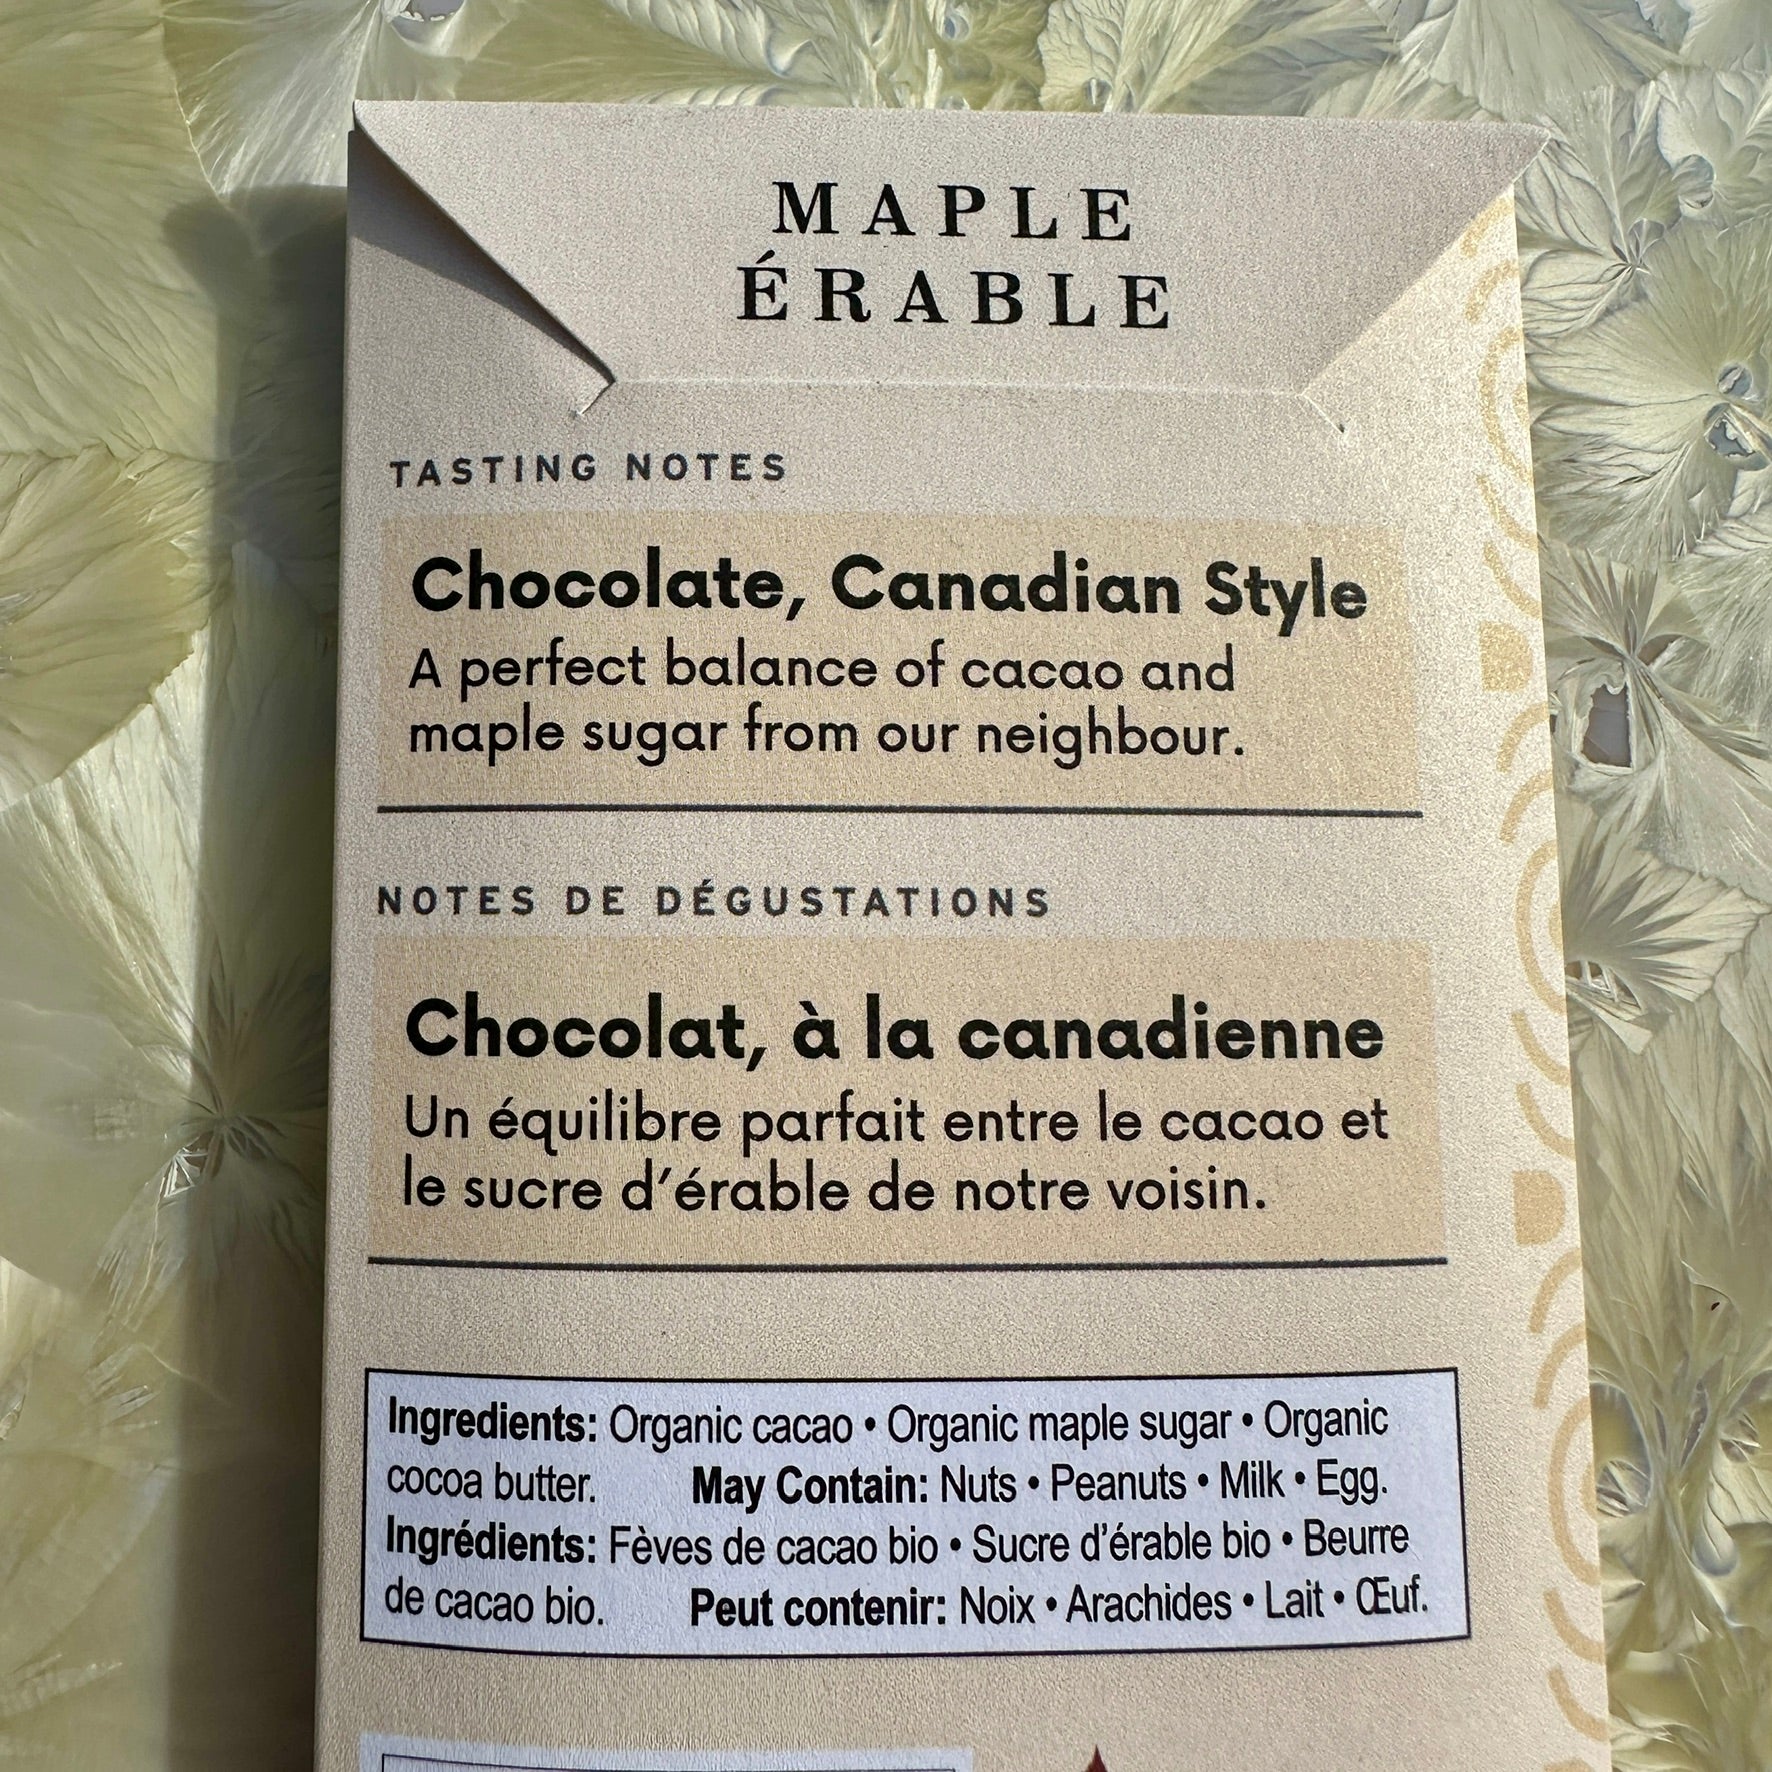 MAPLE
ÉRABLE
TASTING NOTES
Chocolate, Canadian Style
A perfect balance of cacao and
maple sugar from our neighbour.
NOTES DE DÉGUSTATIONS
Chocolat, à la canadienne
Un équilibre parfait entre le cacao et
le sucre d’érable de notre voisin.
Ingredients: Organic cacao • Organic maple sugar • Organic
cocoa butter. May Contain: Nuts • Peanuts • Milk • Egg.
Ingrédients: Fèves de cacao bio • Sucre d’érable bio • Beurre
de cacao bio. Peut contenir: Noix • Arachides • Lait • Œuf.